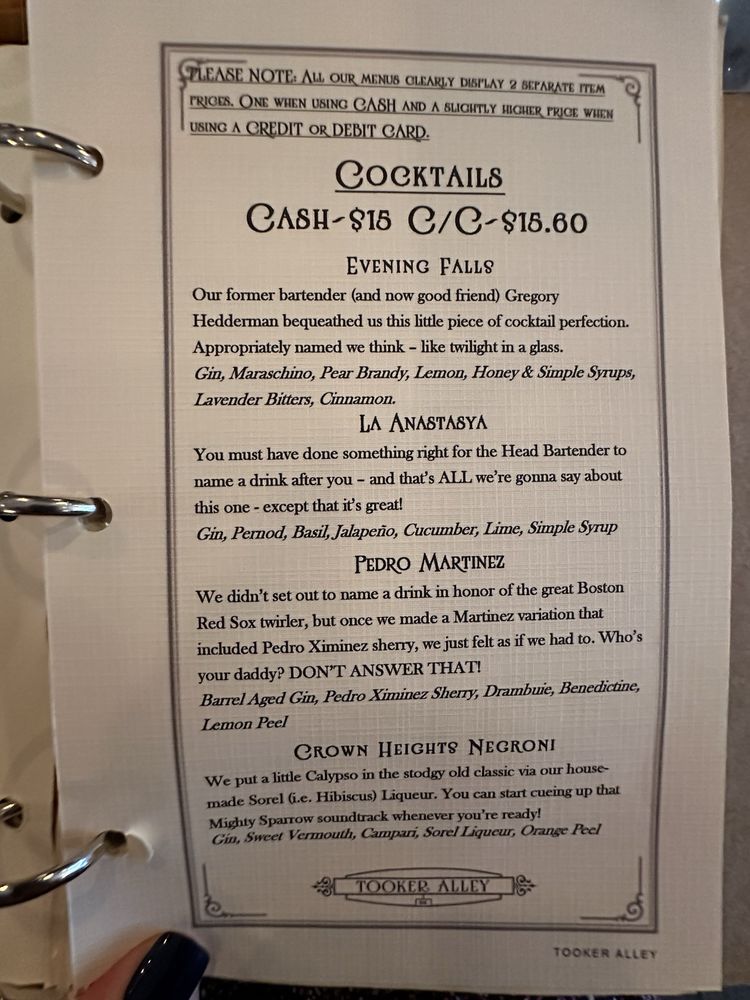 PLEASE NOTE: ALL OUR MENUS CLEARLY DISPLAY 2 SEPARATE ITEM
PRICES. ONE WHEN USING CASH AND A SLIGHTLY HIGHER PRICE WHEN
USING A CREDIT OR DEBIT CARD.
COCKTAILS
CASH-$15 C/C-$15.60
EVENING FALLS
Our former bartender (and now good friend) Gregory
Hedderman bequeathed us this little piece of cocktail perfection.
Appropriately named we think – like twilight in a glass.
Gin, Maraschino, Pear Brandy, Lemon, Honey & Simple Syrups,
Lavender Bitters, Cinnamon.
LA ANASTASYA
You must have done something right for the Head Bartender to
name a drink after you – and that's ALL we're gonna say about
this one - except that it's great!
Gin, Pernod, Basil, Jalapeño, Cucumber, Lime, Simple Syrup
PEDRO MARTINEZ
We didn't set out to name a drink in honor of the great Boston
Red Sox twirler, but once we made a Martinez variation that
included Pedro Ximinez sherry, we just felt as if we had to. Who's
your daddy? DON'T ANSWER THAT!
Barrel Aged Gin, Pedro Ximinez Sherry, Drambuie, Benedictine,
Lemon Peel
CROWN HEIGHTS NEGRONI
We put a little Calypso in the stodgy old classic via our house-
made Sorel (i.e. Hibiscus) Liqueur. You can start cueing up that
Mighty Sparrow soundtrack whenever you're ready!
Gin, Sweet Vermouth, Campari, Sorel Liqueur, Orange Peel
TOOKER ALLEY
TOOKER ALLEY